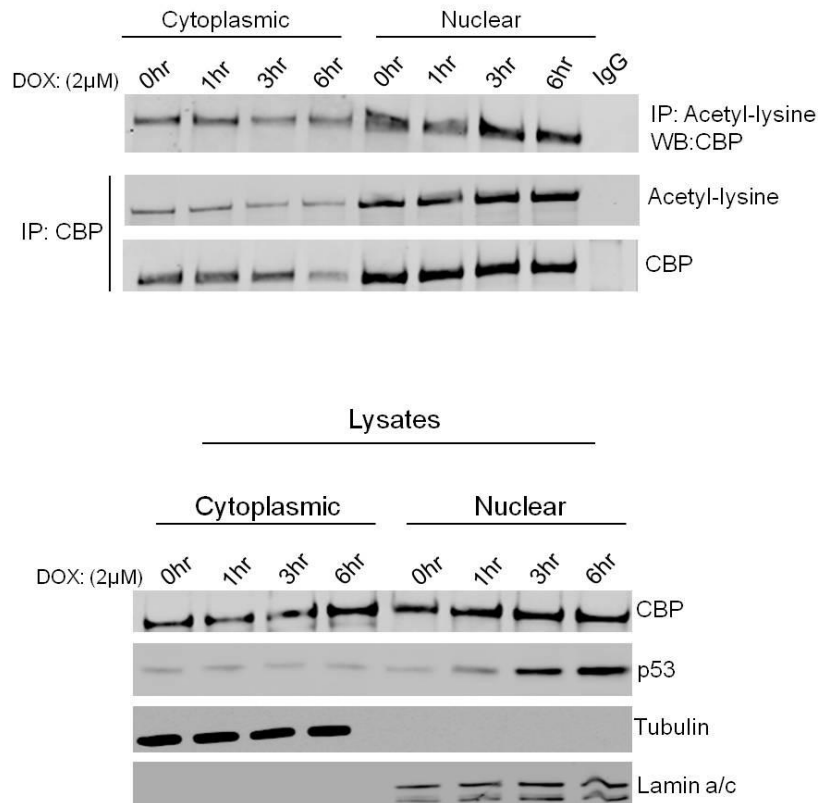 Cytoplasmic Nuclear
DOX: (2µM) 0hr 1hr 3hr 6hr 0hr 1hr 3hr 6hr IgG
IP: Acetyl-lysine
WB:CBP
Acetyl-lysine
IP: CBP
CBP
Lysates
Cytoplasmic Nuclear
DOX: (2µM) 0hr 1hr 3hr 6hr 0hr 1hr 3hr 6hr
CBP
p53
Tubulin
Lamin a/c